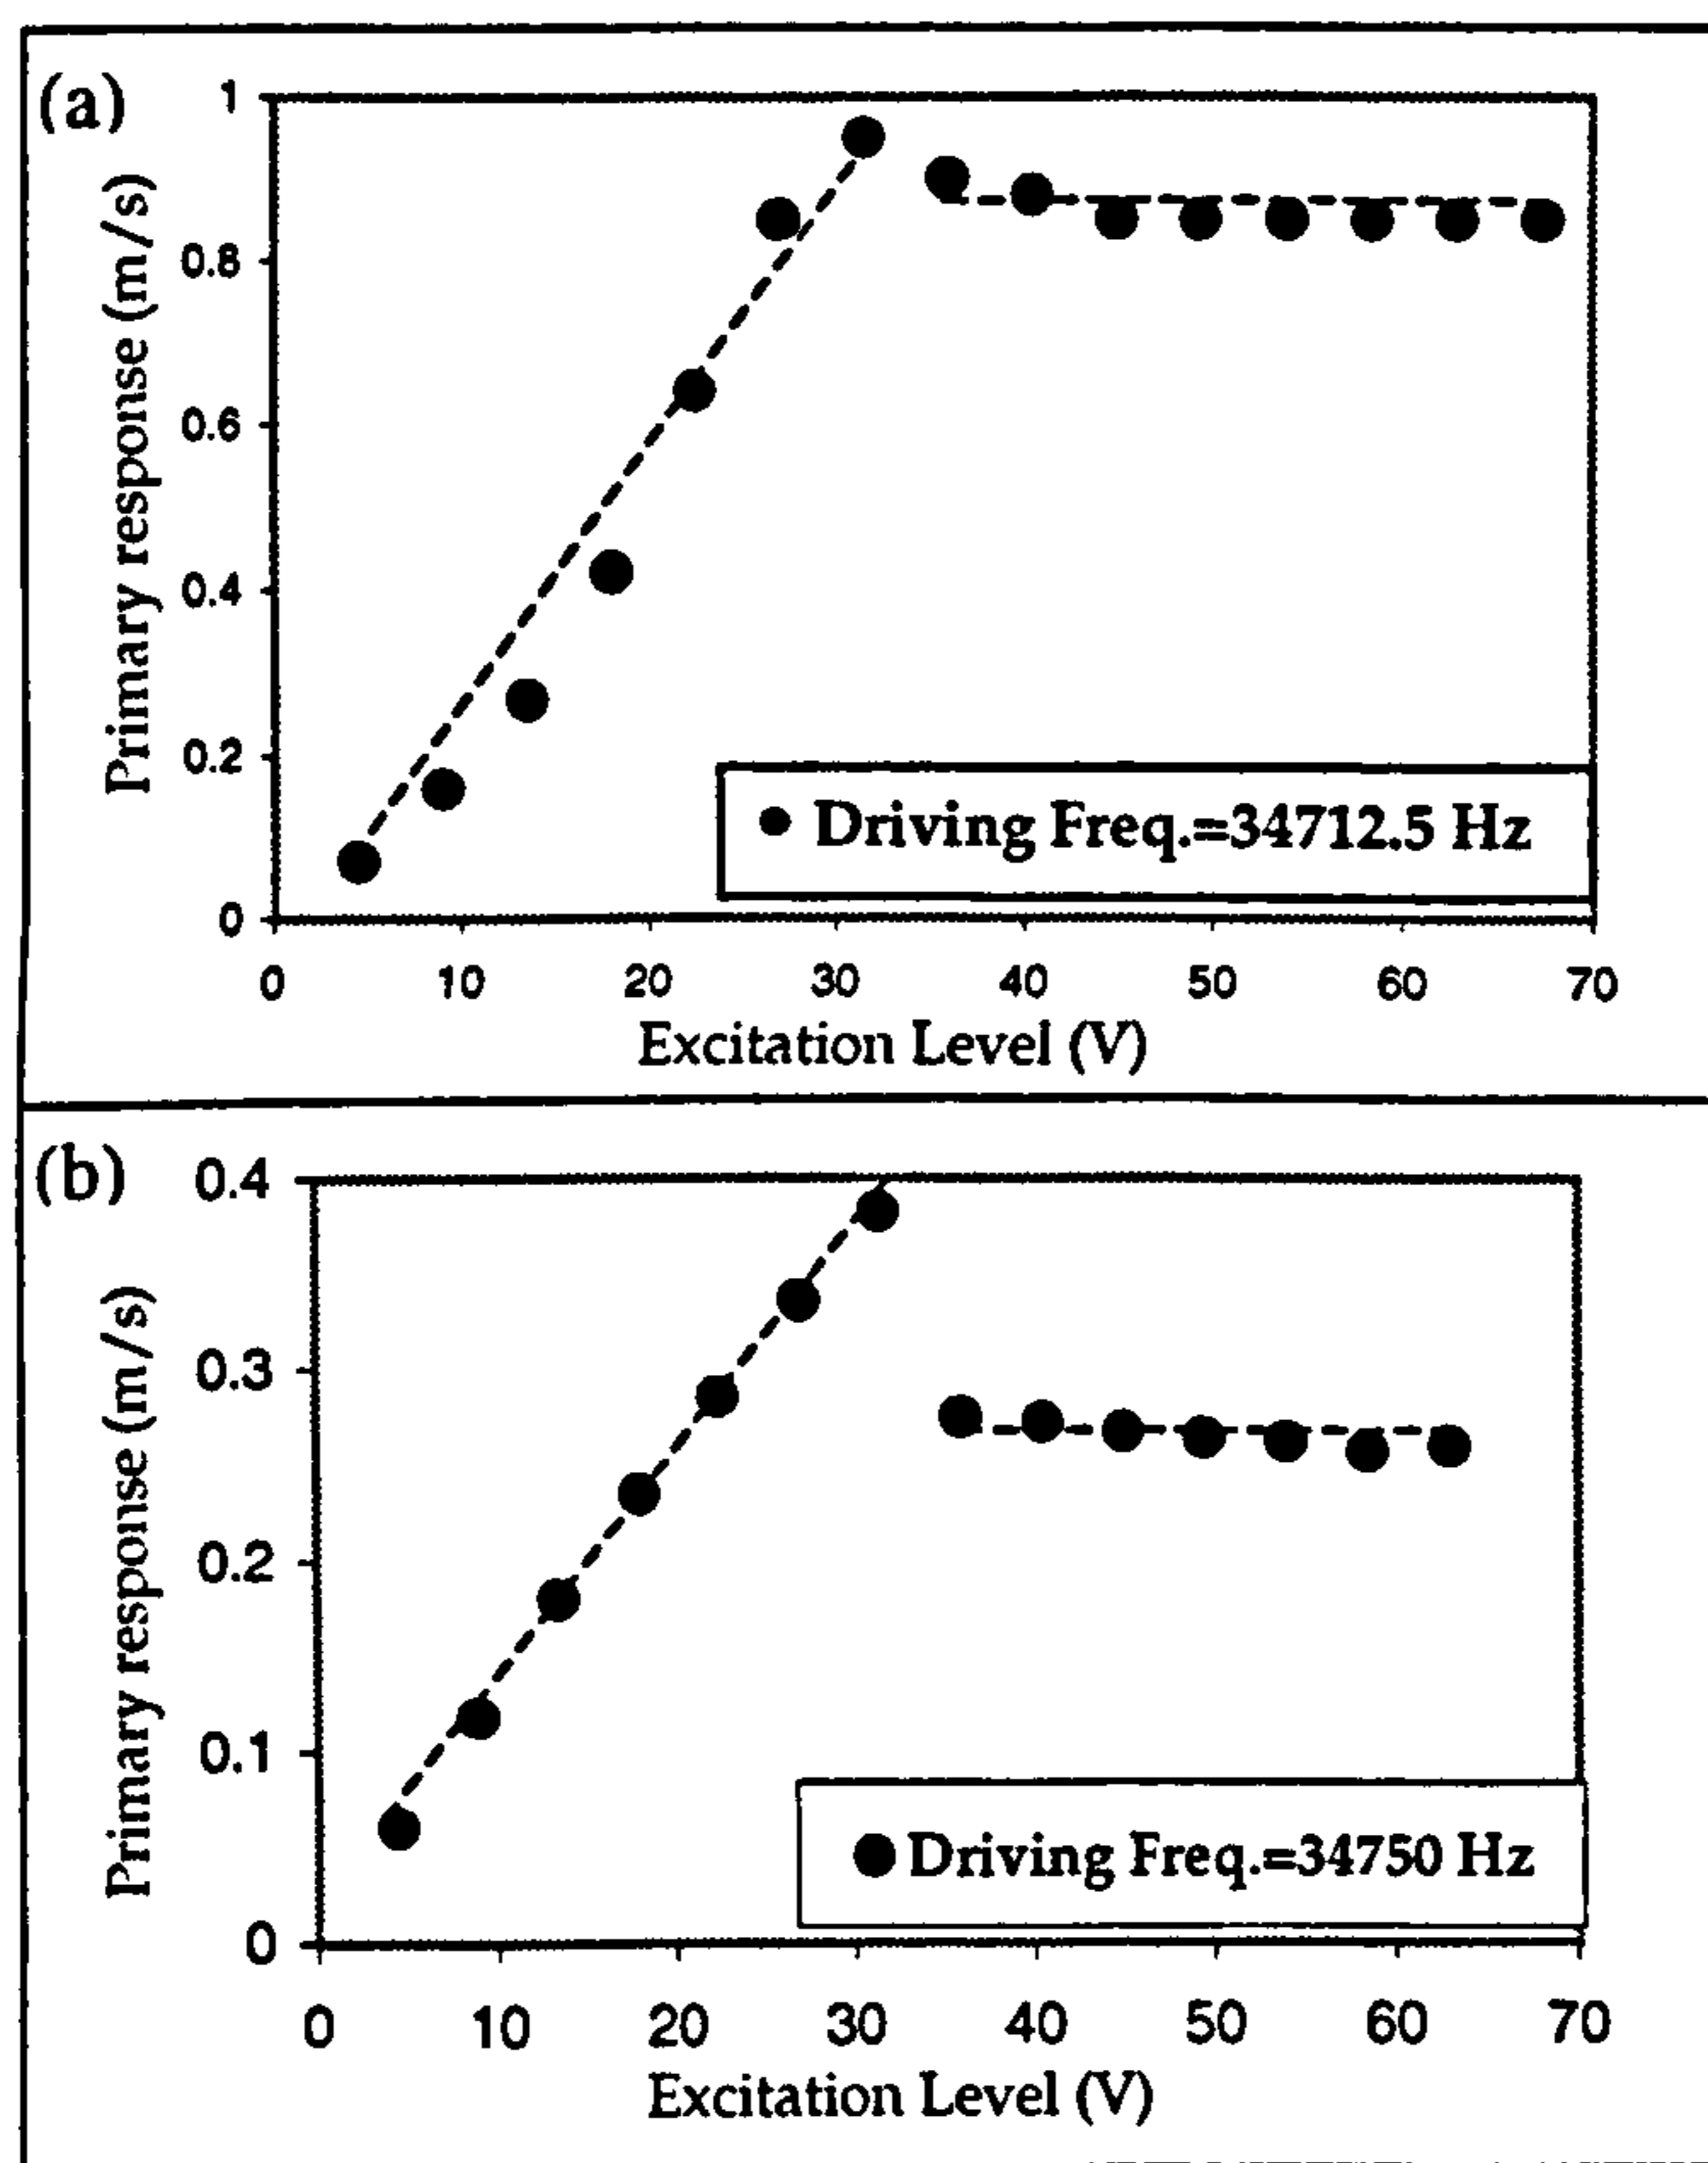 (a)
Primary response (m/s)
1
0.8
0.6
0.4
0.2
0
● Driving Freq.=34712.5 Hz
0 10 20 30 40 50 60 70
Excitation Level (V)
(b)
Primary response (m/s)
0.4
0.3
0.2
0.1
0
● Driving Freq.=34750 Hz
0 10 20 30 40 50 60 70
Excitation Level (V)